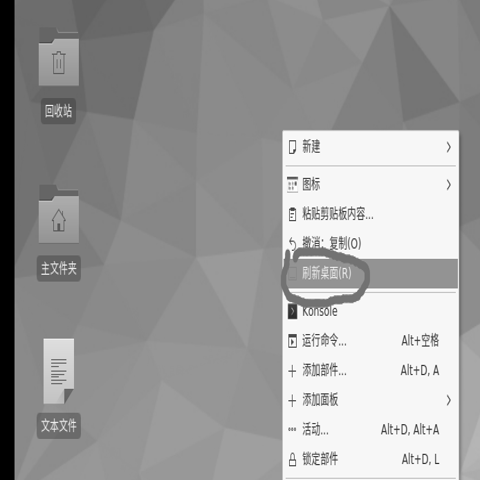 回收站
主文件夹
文本文件
新建
图标
粘贴剪贴板内容...
撤消：复制(O)
刷新桌面(R)
Konsole
运行命令... Alt+空格
添加部件... Alt+D, A
添加面板
活动... Alt+D, Alt+A
锁定部件 Alt+D, L